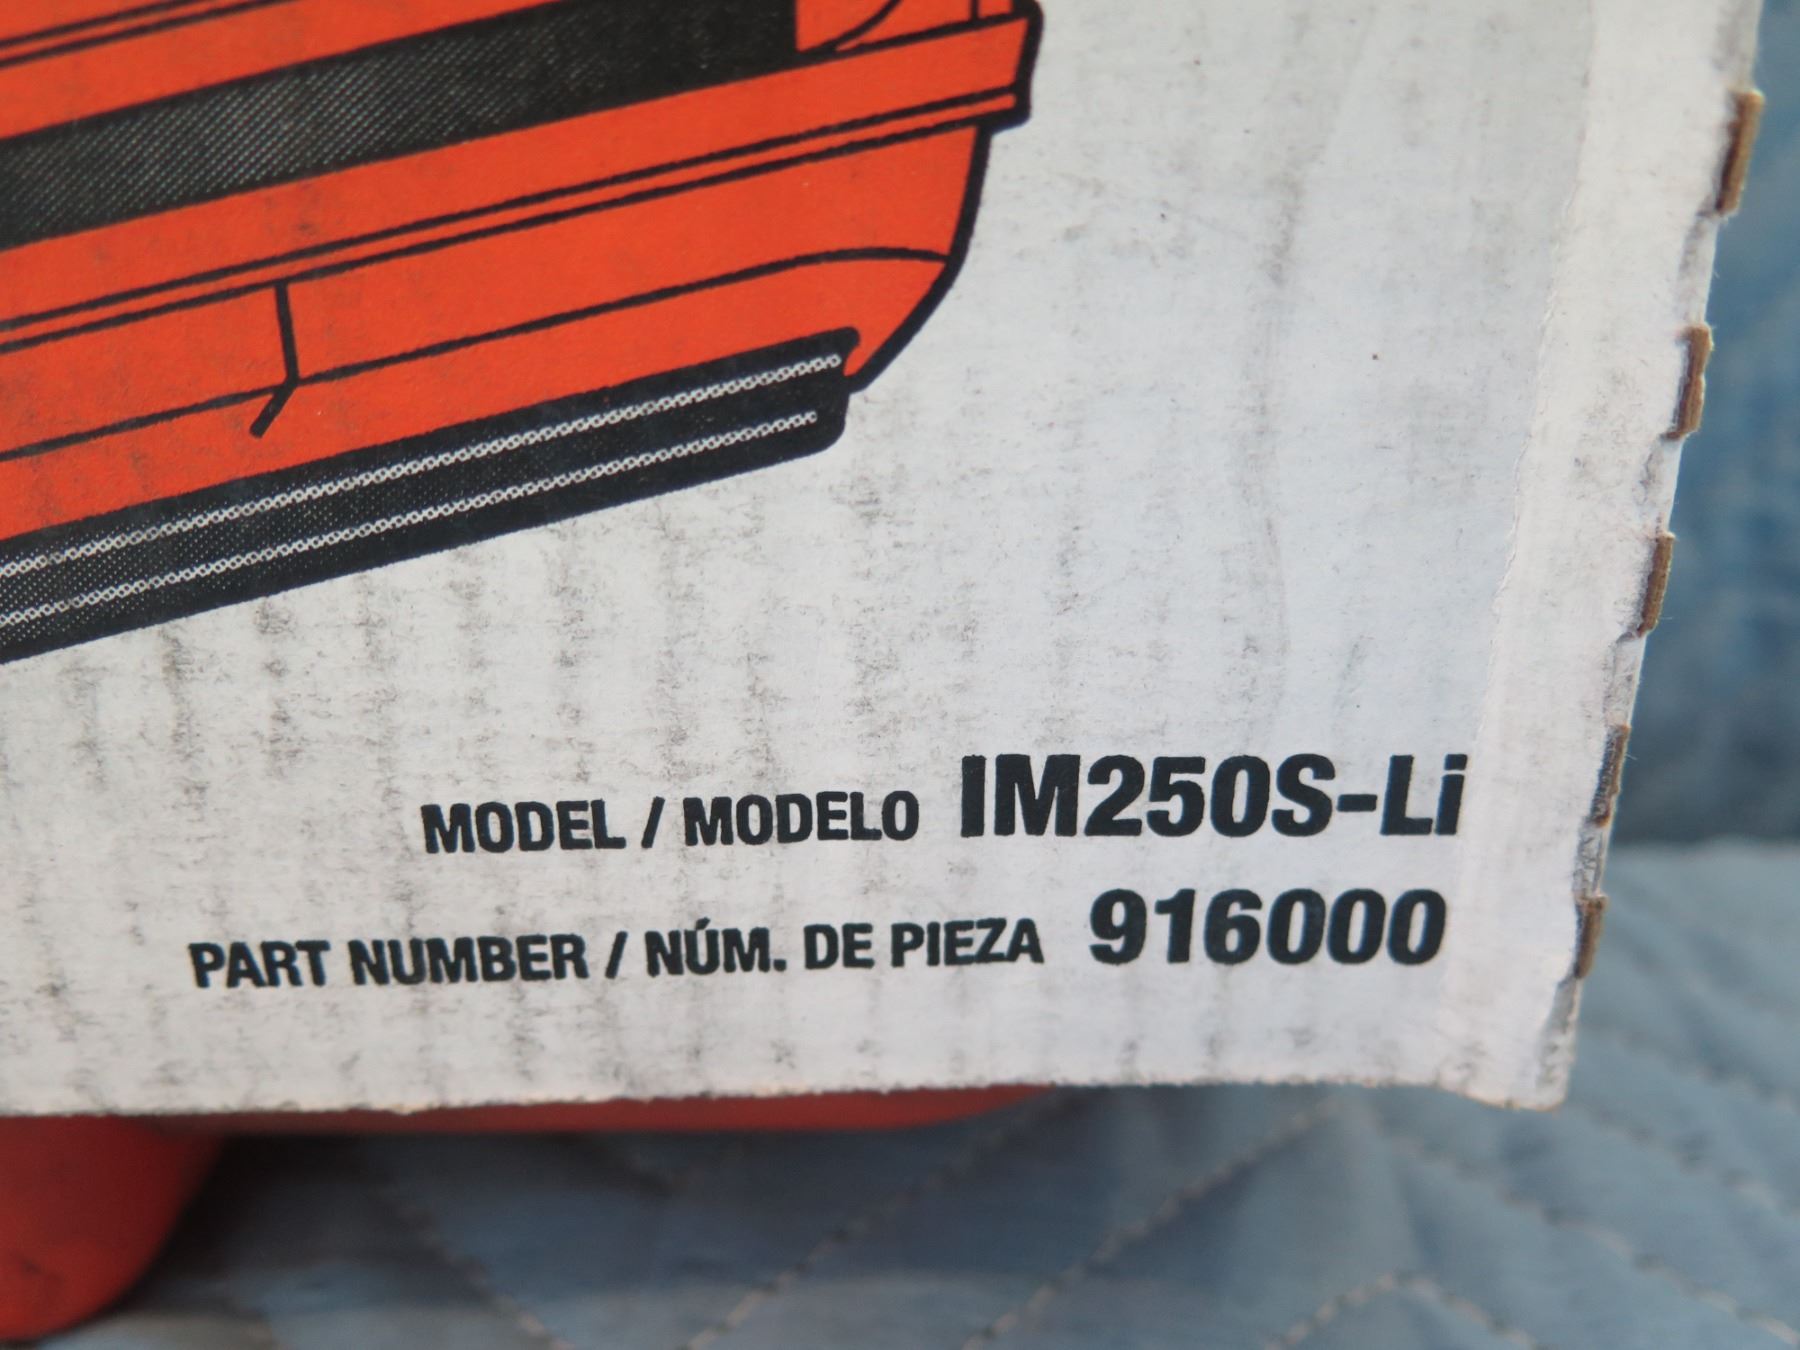 MODEL / MODELO IM250S-Li
PART NUMBER / NÚM. DE PIEZA 916000